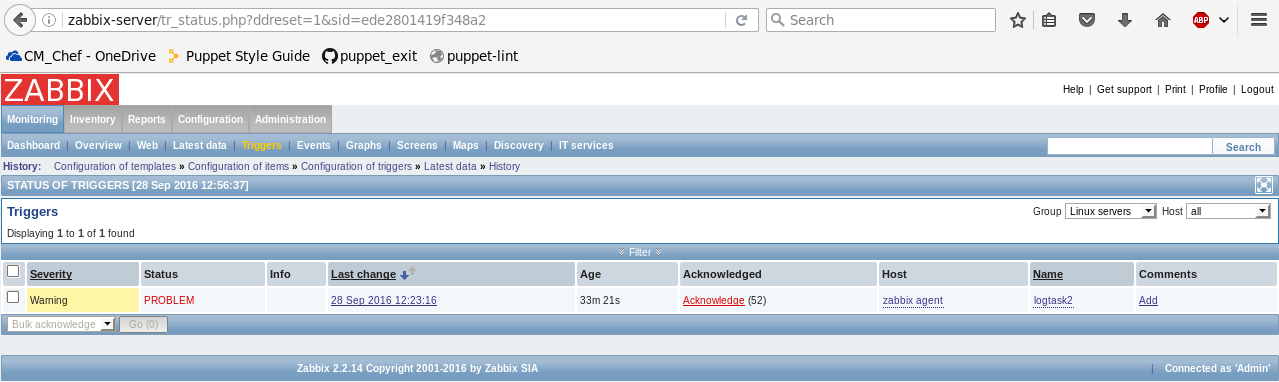 zabbix-server/tr_status.php?ddreset=1&sid=ede2801419f348a2
Search
ABP
CM_Chef - OneDrive Puppet Style Guide puppet_exit puppet-lint
ZABBIX
Help | Get support | Print | Profile | Logout
Monitoring Inventory Reports Configuration Administration
Dashboard | Overview | Web | Latest data | Triggers | Events | Graphs | Screens | Maps | Discovery | IT services
Search
History: Configuration of templates » Configuration of items » Configuration of triggers » Latest data » History
STATUS OF TRIGGERS [28 Sep 2016 12:56:37]
Triggers
Group Linux servers Host all
Displaying 1 to 1 of 1 found
Filter
Severity Status Info Last change Age Acknowledged Host Name Comments
Warning PROBLEM 28 Sep 2016 12:23:16 33m 21s Acknowledge (52) zabbix agent logtask2 Add
Bulk acknowledge Go (0)
Zabbix 2.2.14 Copyright 2001-2016 by Zabbix SIA
| Connected as 'Admin'